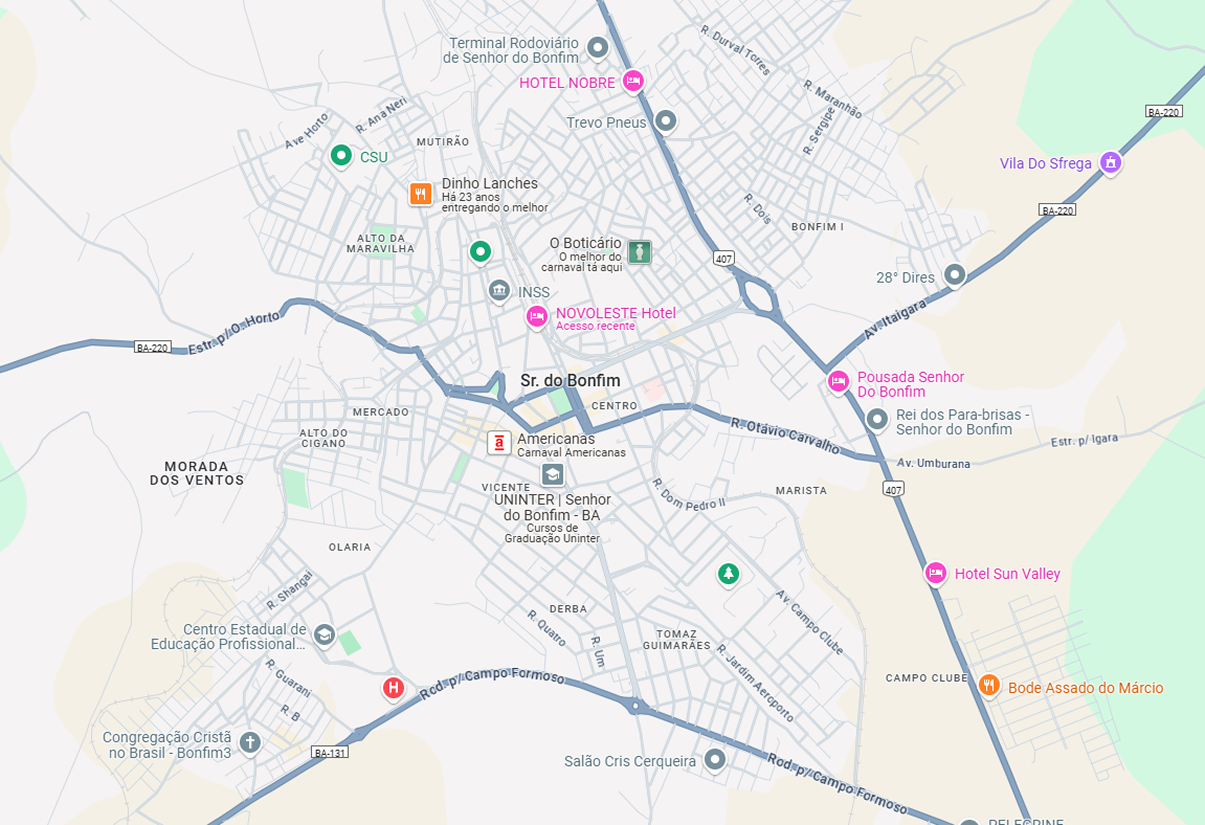 Terminal Rodoviário
de Senhor do Bonfim
R. Durval Torres
HOTEL NOBRE
R. Maranhão
BA-220
R. Ana Neri
Ave Horto
Trevo Pneus
R. Sergipe
MUTIRÃO
CSU
Vila Do Sfrega
Dinho Lanches
Há 23 anos
entregando o melhor
R. Dois
BA-220
BONFIM I
ALTO DA
MARAVILHA
O Boticário
O melhor do
carnaval tá aqui
407
28° Dires
INSS
NOVOLESTE Hotel
Acesso recente
Av. Itaigara
Estr. p/ O. Horto
BA-220
Sr. do Bonfim
Pousada Senhor
Do Bonfim
CENTRO
MERCADO
Rei dos Para-brisas -
Senhor do Bonfim
R. Otávio Carvalho
ALTO DO
CIGANO
Americanas
Carnaval Americanas
Estr. p/ Igara
Av. Umburana
MORADA
DOS VENTOS
VICENTE
407
MARISTA
UNINTER | Senhor
do Bonfim - BA
Cursos de
Graduação Uninter
R. Dom Pedro II
OLARIA
Hotel Sun Valley
R. Shangai
DERBA
Av. Campo Clube
R. Quatro
Centro Estadual de
Educação Profissional...
R. Um
TOMAZ
GUIMARÃES
R. Jardim Aeroporto
R. Guarani
CAMPO CLUBE
Bode Assado do Márcio
H
Rod. p/ Campo Formoso
R. B
Congregação Cristã
no Brasil - Bonfim3
BA-131
Salão Cris Cerqueira
Rod. p/ Campo Formoso